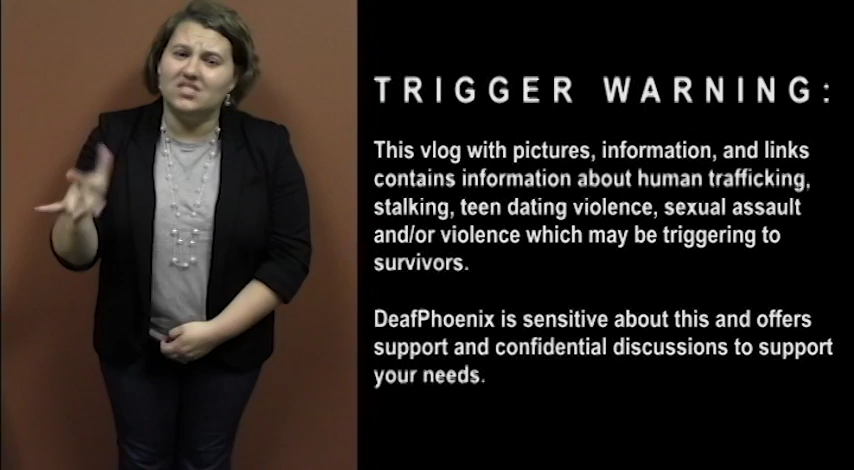 TRIGGER WARNING:
This vlog with pictures, information, and links
contains information about human trafficking,
stalking, teen dating violence, sexual assault
and/or violence which may be triggering to
survivors.
DeafPhoenix is sensitive about this and offers
support and confidential discussions to support
your needs.